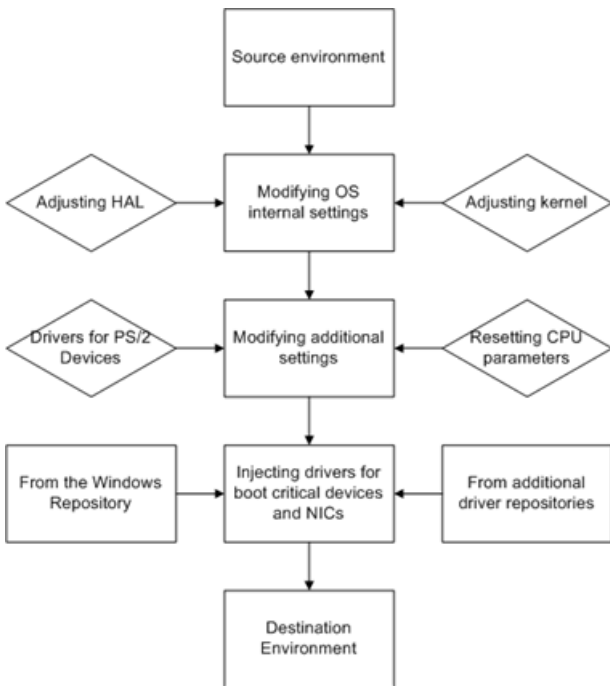 Source environment
Adjusting HAL
Modifying OS
internal settings
Adjusting kernel
Drivers for PS/2
Devices
Modifying additional
settings
Resetting CPU
parameters
From the Windows
Repository
Injecting drivers for
boot critical devices
and NICs
From additional
driver repositories
Destination
Environment